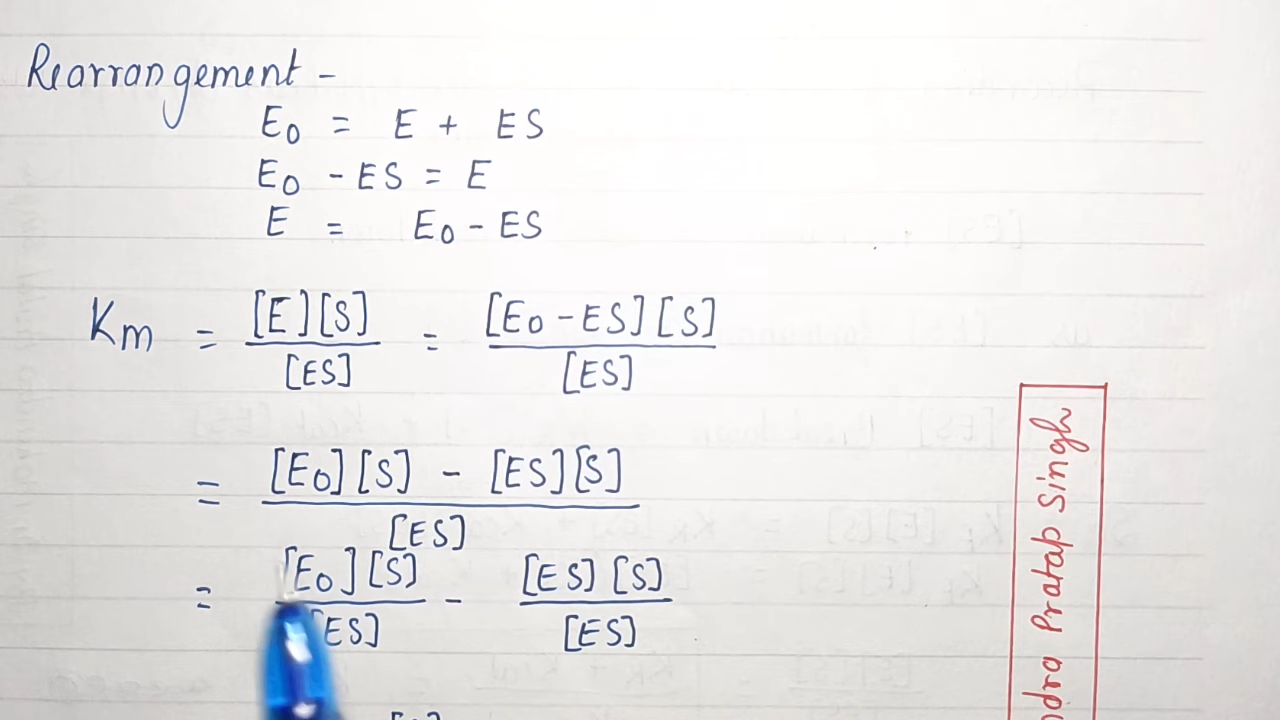 Rearrangement -
E₀ = E + ES
E₀ - ES = E
E = E₀ - ES
Km = [E][S] / [ES] = [E₀ - ES][S] / [ES]
= [E₀][S] - [ES][S] / [ES]
= [E₀][S] / [ES] - [ES][S] / [ES]
Pratap Singh